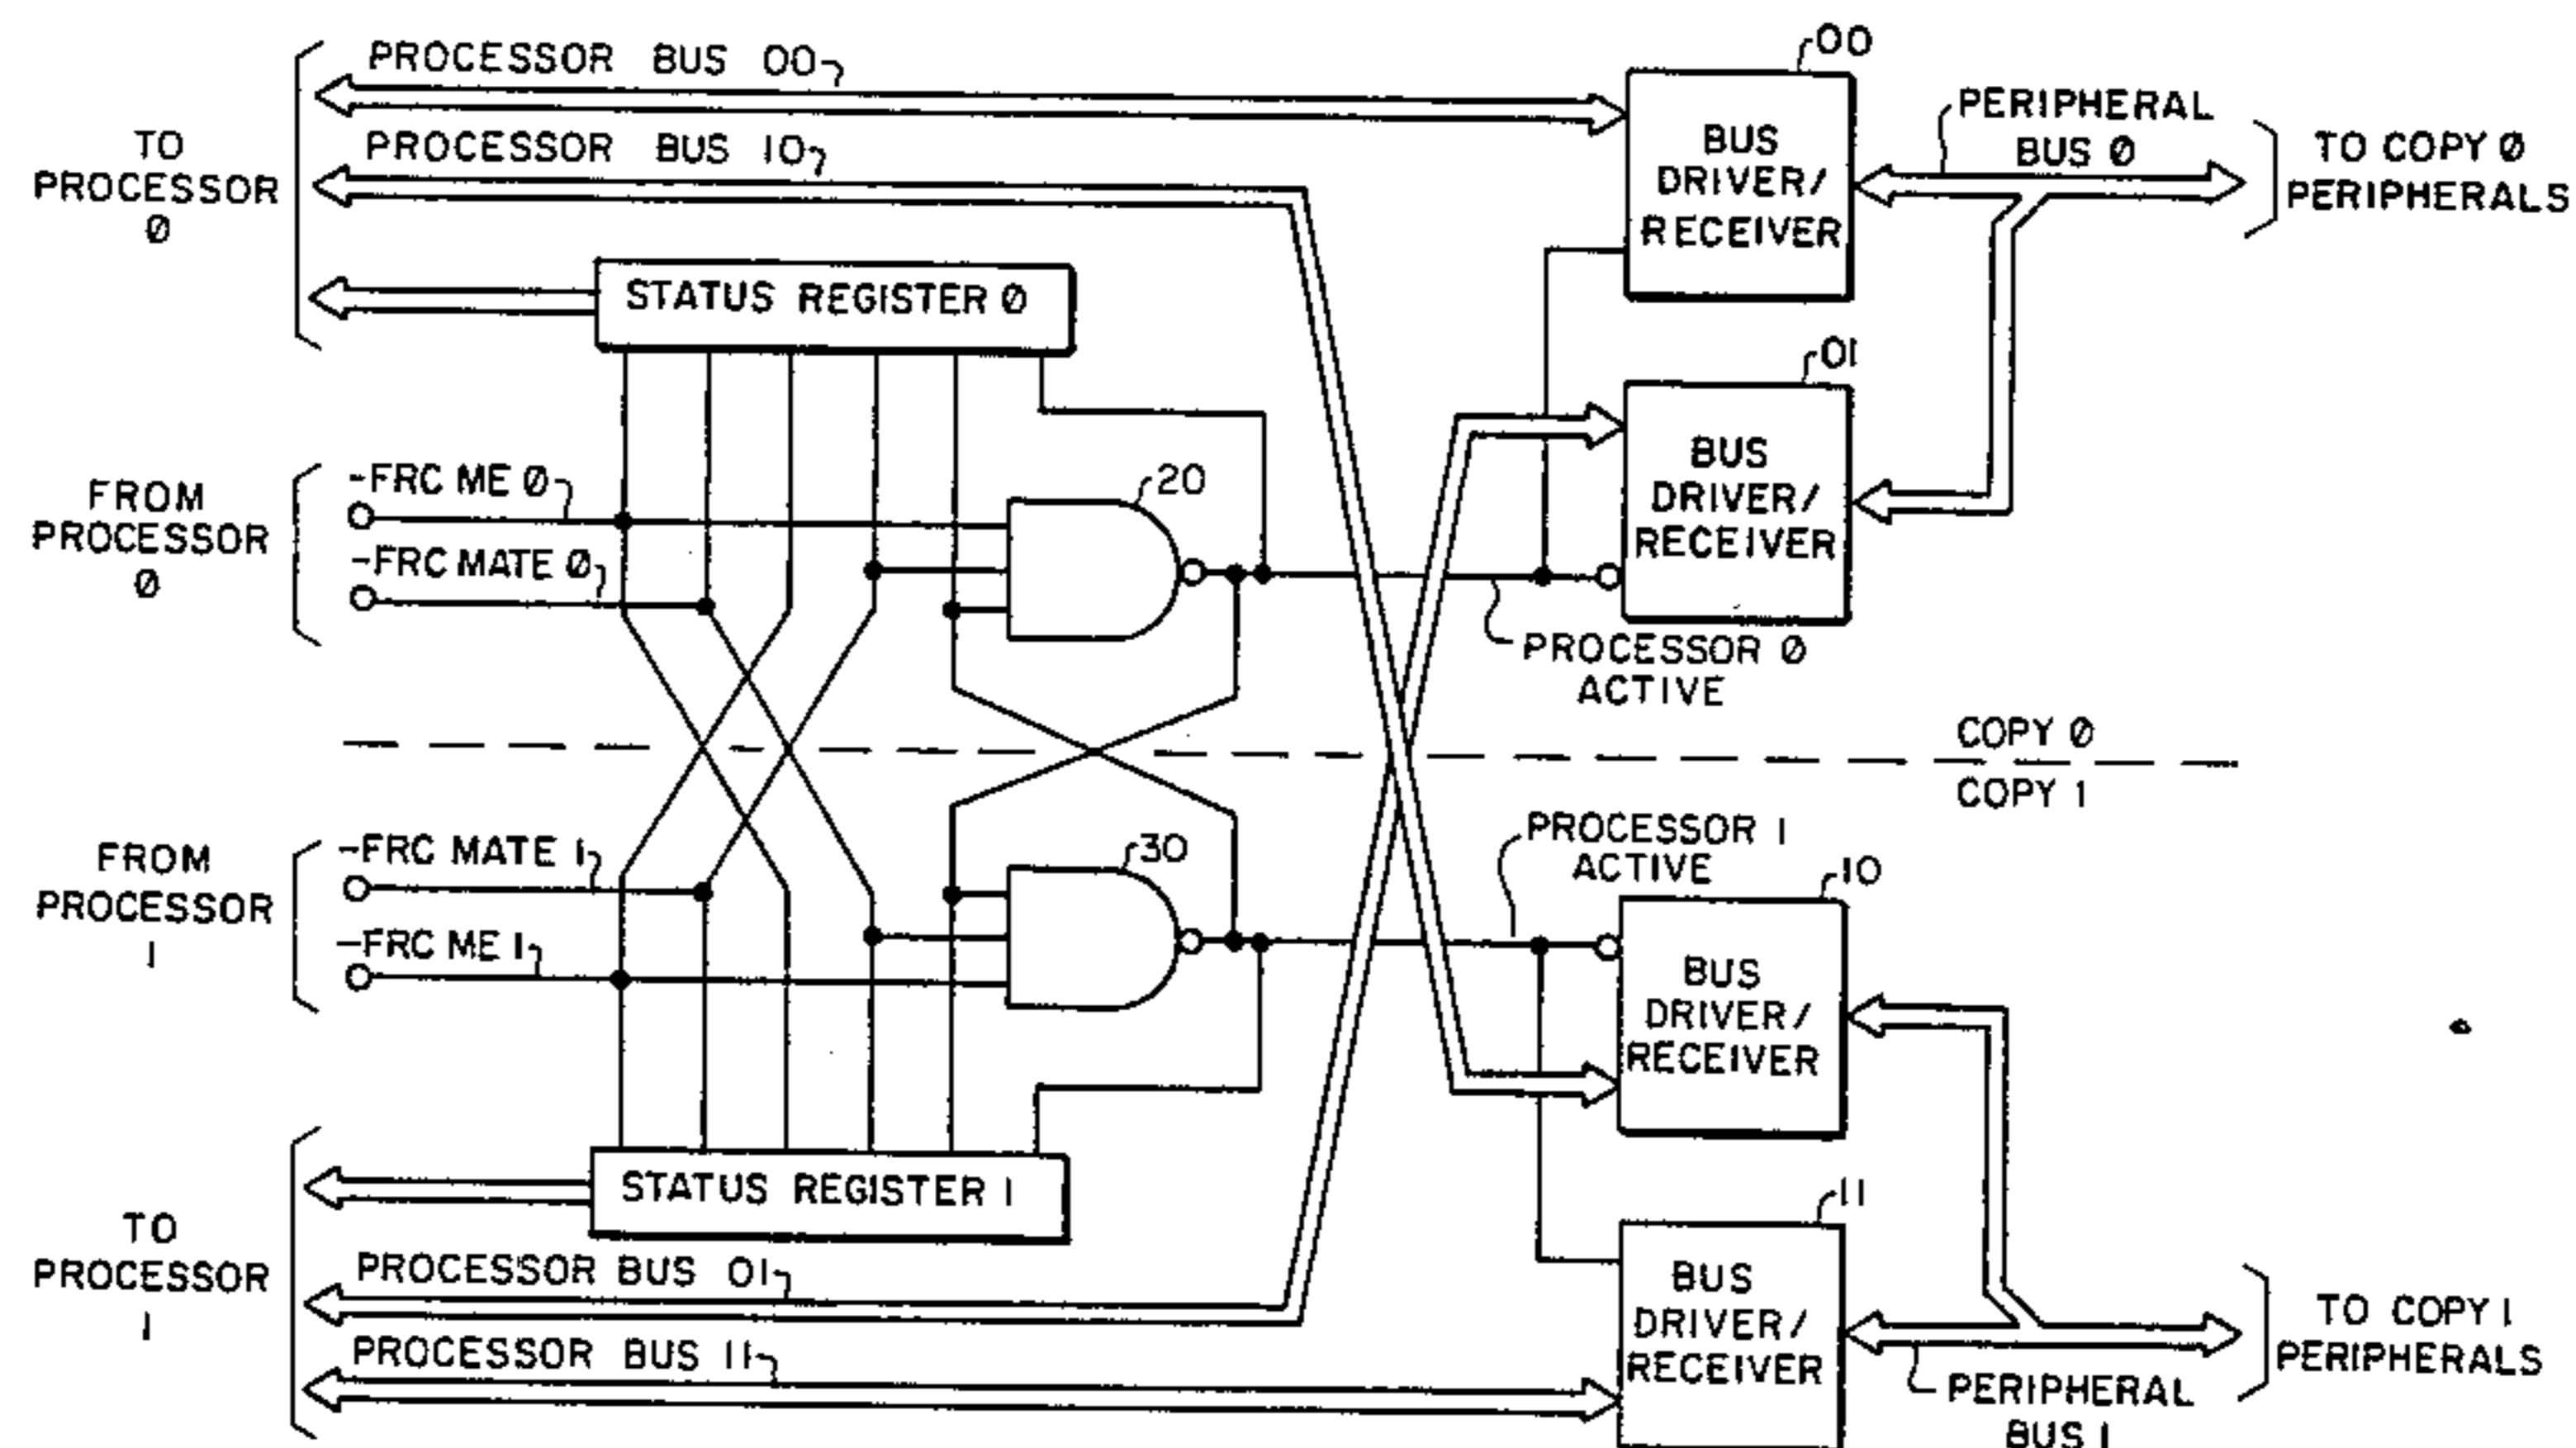 PROCESSOR BUS 00
PROCESSOR BUS 10
TO
PROCESSOR
Ø
STATUS REGISTER Ø
00
BUS
DRIVER/
RECEIVER
PERIPHERAL
BUS Ø
TO COPY Ø
PERIPHERALS
01
BUS
DRIVER/
RECEIVER
FROM
PROCESSOR
Ø
-FRC ME Ø
-FRC MATE Ø
20
PROCESSOR Ø
ACTIVE
COPY Ø
COPY 1
FROM
PROCESSOR
1
-FRC MATE 1
-FRC ME 1
30
PROCESSOR 1
ACTIVE
10
BUS
DRIVER/
RECEIVER
TO
PROCESSOR
1
STATUS REGISTER 1
PROCESSOR BUS 01
PROCESSOR BUS 11
11
BUS
DRIVER/
RECEIVER
TO COPY 1
PERIPHERALS
PERIPHERAL
BUS 1